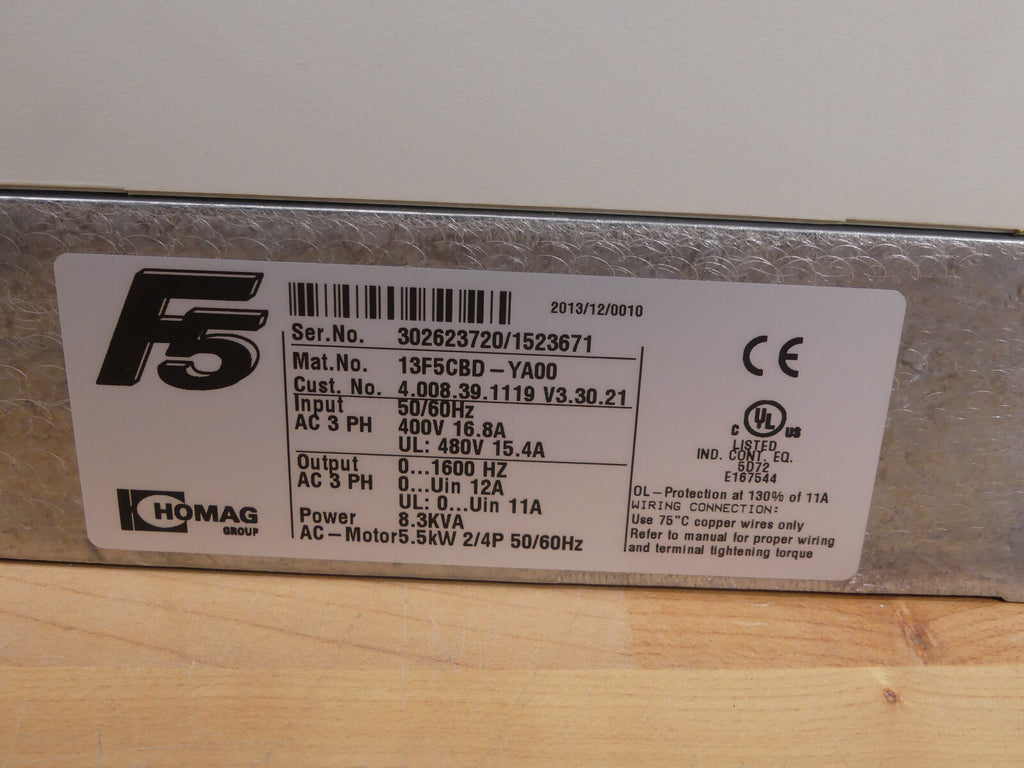 F5
2013/12/0010
Ser.No. 302623720/1523671
Mat.No. 13F5CBD-YA00
Cust. No. 4.008.39.1119 V3.30.21
Input 50/60Hz
AC 3 PH 400V 16.8A
UL: 480V 15.4A
Output 0...1600 HZ
AC 3 PH 0...Uin 12A
UL: 0...Uin 11A
Power 8.3KVA
AC-Motor5.5kW 2/4P 50/60Hz
HOMAG
GROUP
CE
C UL US
LISTED
IND. CONT. EQ.
5D72
E167544
OL-Protection at 130% of 11A
WIRING CONNECTION:
Use 75"C copper wires only
Refer to manual for proper wiring
and terminal tightening torque